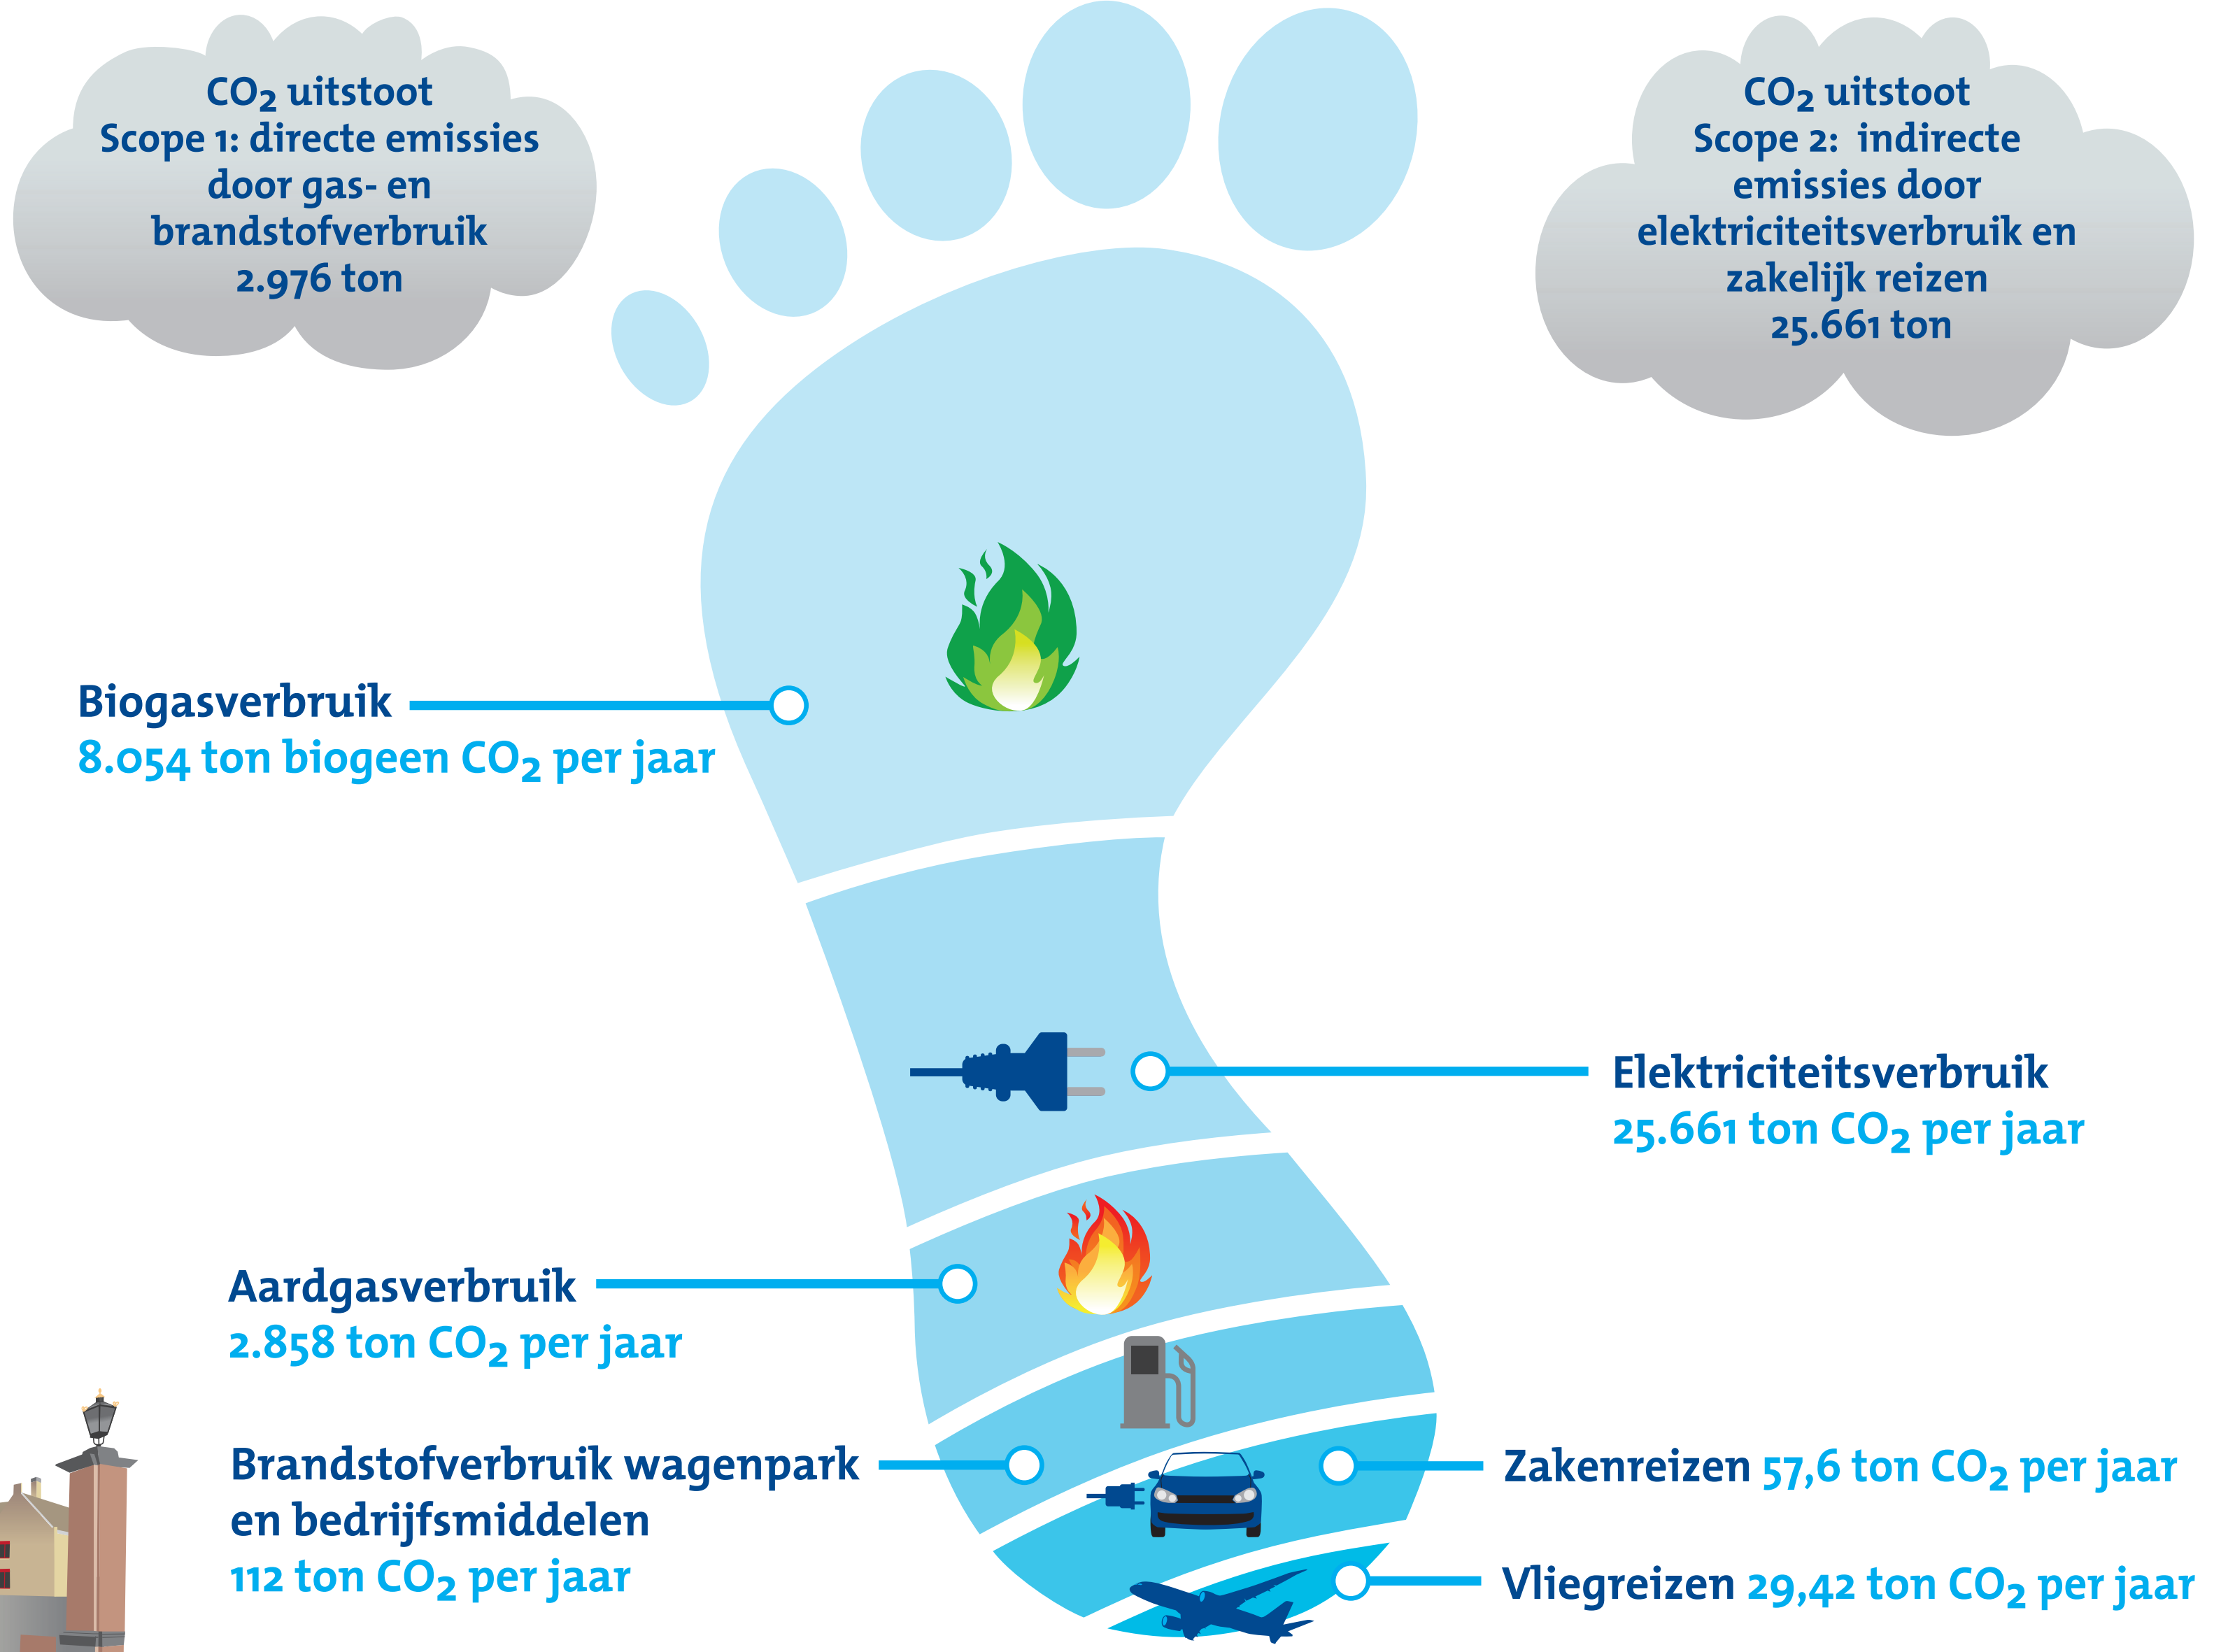 CO2 uitstoot
Scope 1: directe emissies
door gas- en
brandstofverbruik
2.976 ton
CO2 uitstoot
Scope 2: indirecte
emissies door
elektriciteitsverbruik en
zakelijk reizen
25.661 ton
Biogasverbruik
8.054 ton biogeen CO2 per jaar
Elektriciteitsverbruik
25.661 ton CO2 per jaar
Aardgasverbruik
2.858 ton CO2 per jaar
Brandstofverbruik wagenpark
en bedrijfsmiddelen
112 ton CO2 per jaar
Zakenreizen 57,6 ton CO2 per jaar
Vliegreizen 29,42 ton CO2 per jaar